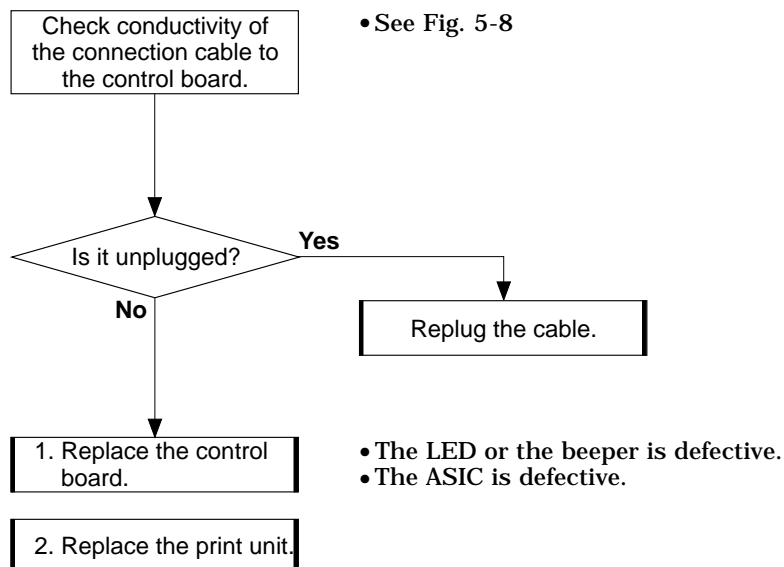 Check conductivity of
the connection cable to
the control board.
• See Fig. 5-8
Is it unplugged?
Yes
No
Replug the cable.
1. Replace the control
board.
• The LED or the beeper is defective.
• The ASIC is defective.
2. Replace the print unit.